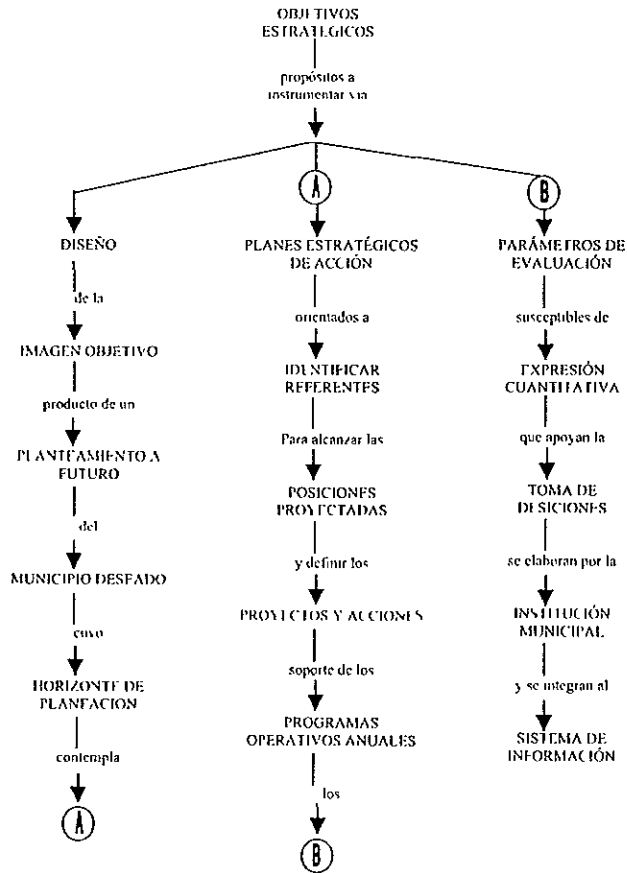 OBJETIVOS
ESTRATEGICOS
propósitos a
instrumentar vía
A
B
DISEÑO
de la
IMAGEN OBJETIVO
producto de un
PLANTEAMIENTO A
FUTURO
del
MUNICIPIO DESEADO
cuyo
HORIZONTE DE
PLANEACION
contempla
A
PLANES ESTRATÉGICOS
DE ACCIÓN
orientados a
IDENTIFICAR
REFERENTES
Para alcanzar las
POSICIONES
PROYECTADAS
y definir los
PROYECTOS Y ACCIONES
soporte de los
PROGRAMAS
OPERATIVOS ANUALES
los
B
PARÁMETROS DE
EVALUACIÓN
susceptibles de
EXPRESIÓN
CUANTITATIVA
que apoyan la
TOMA DE
DESICIONES
se elaboran por la
INSTITUCIÓN
MUNICIPAL
y se integran al
SISTEMA DE
INFORMACIÓN